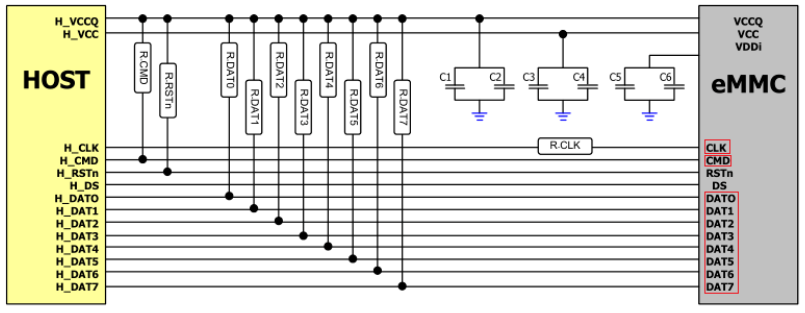 H_VCCQ
H_VCC
HOST
H_CLK
H_CMD
H_RSTn
H_DS
H_DAT0
H_DAT1
H_DAT2
H_DAT3
H_DAT4
H_DAT5
H_DAT6
H_DAT7
R.CMD
R.RSTn
R.DAT0
R.DAT1
R.DAT2
R.DAT3
R.DAT4
R.DAT5
R.DAT6
R.DAT7
C1
C2
C3
C4
C5
C6
R.CLK
VCCQ
VCC
VDDi
eMMC
CLK
CMD
RSTn
DS
DAT0
DAT1
DAT2
DAT3
DAT4
DAT5
DAT6
DAT7